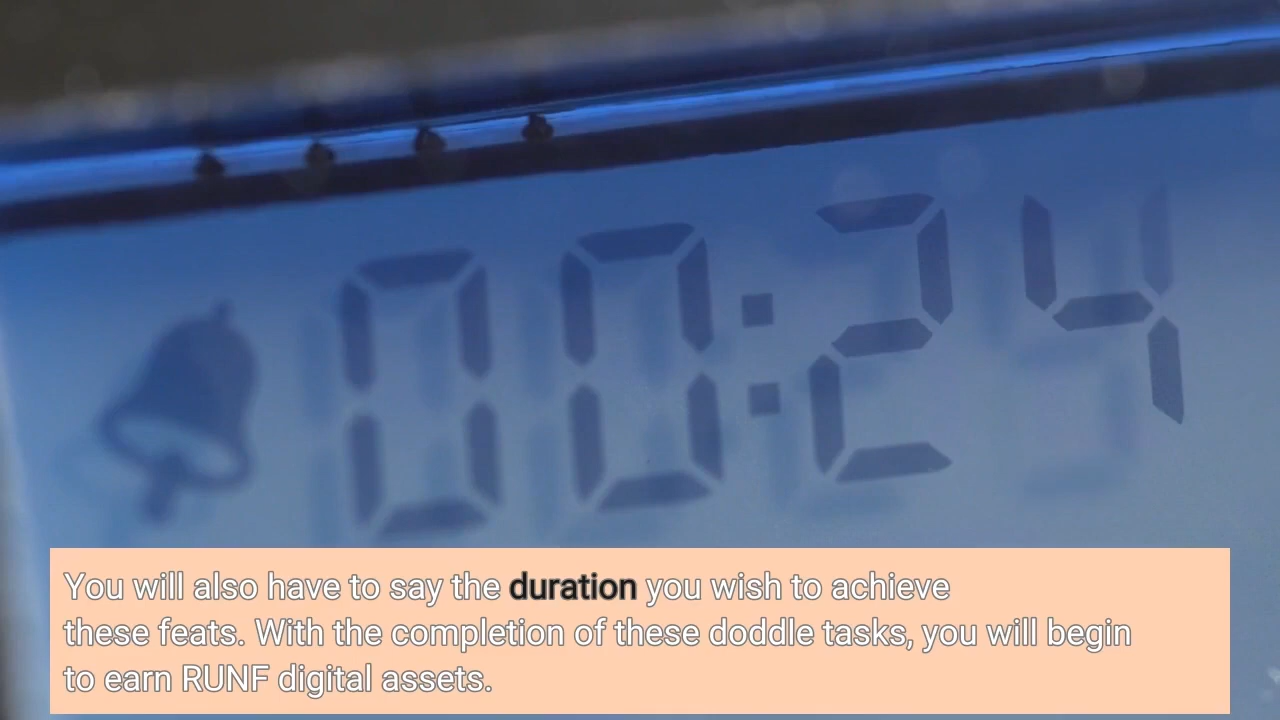 00:24
You will also have to say the duration you wish to achieve
these feats. With the completion of these doddle tasks, you will begin
to earn RUNF digital assets.